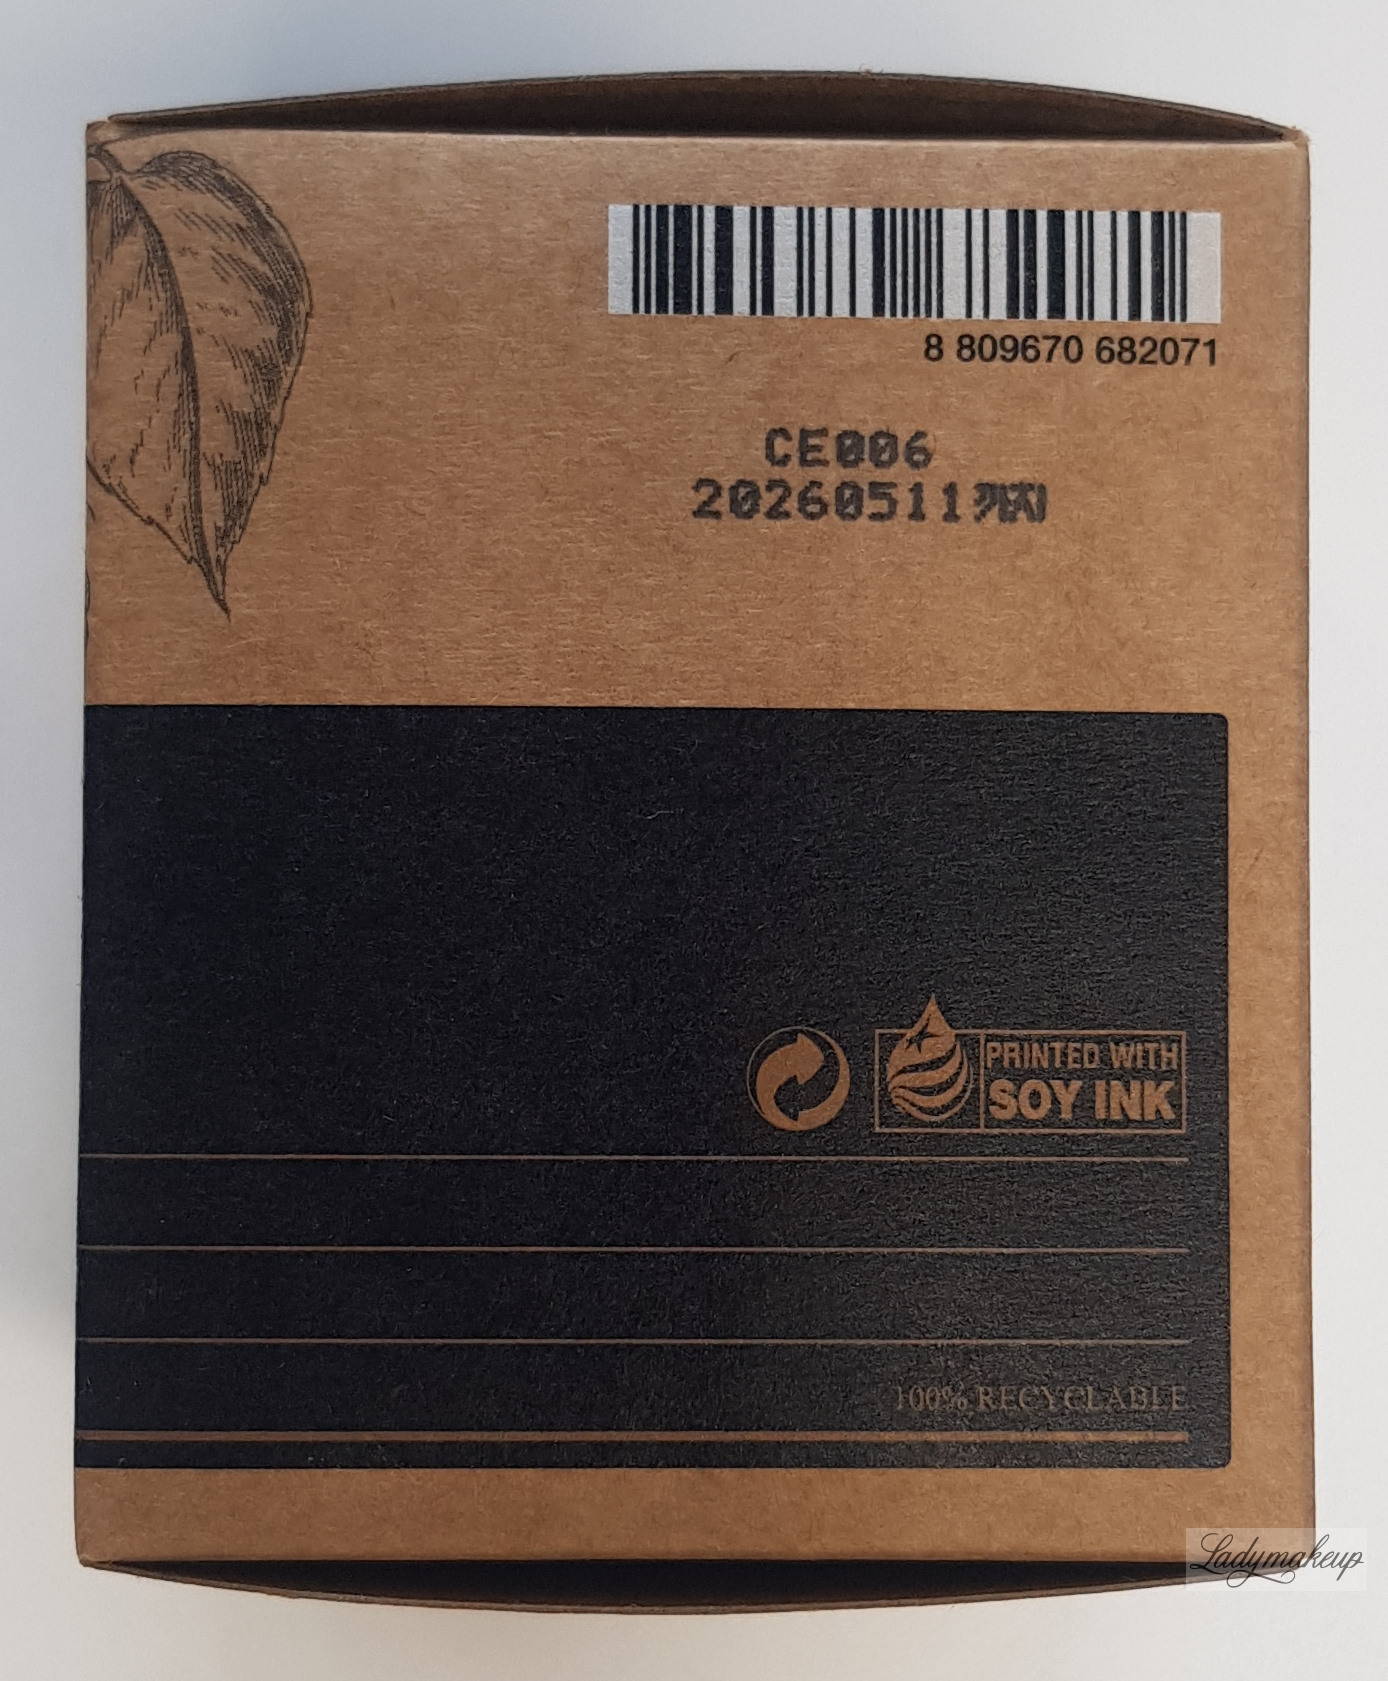 8 809670 682071
CE006
20260511까지
PRINTED WITH
SOY INK
100% RECYCLABLE
Ladymakeup